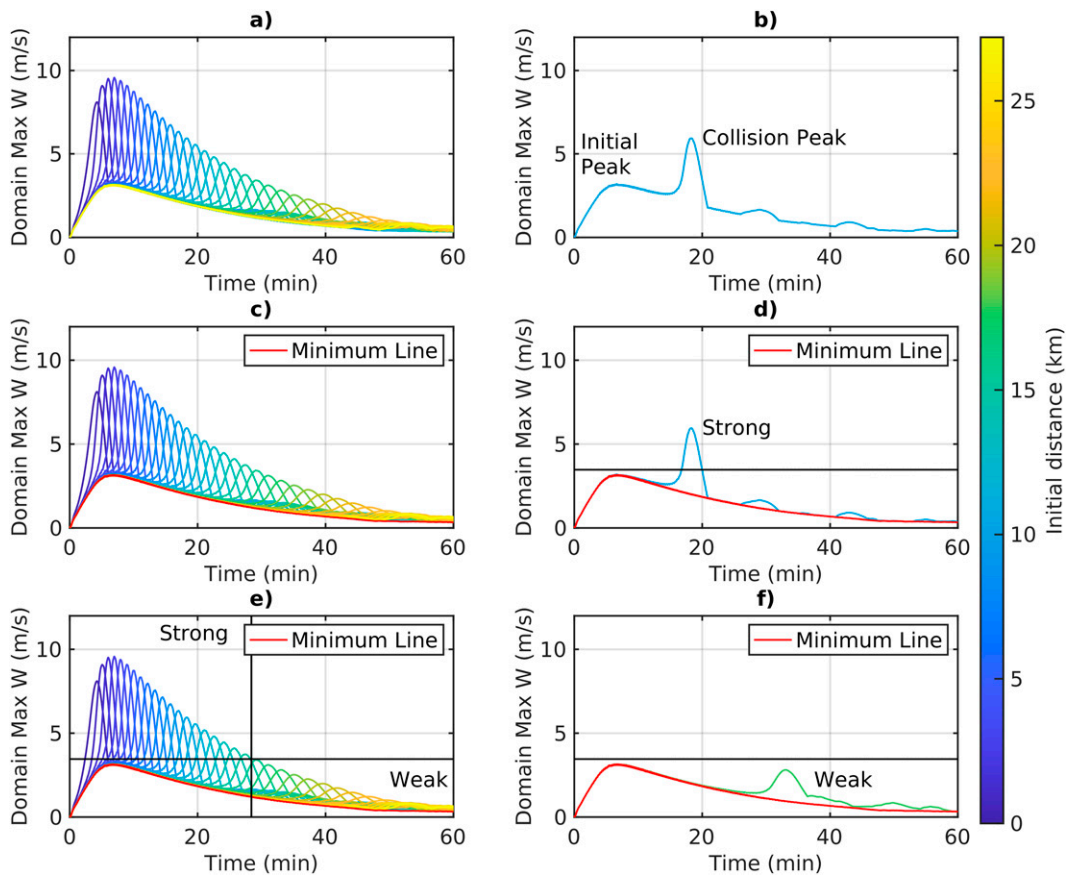 a)
Domain Max W (m/s)
10
5
0
0 20 40 60
Time (min)
b)
Domain Max W (m/s)
10
5
0
Initial
Peak
Collision Peak
0 20 40 60
Time (min)
c)
Domain Max W (m/s)
10
5
0
Minimum Line
0 20 40 60
Time (min)
d)
Domain Max W (m/s)
10
5
0
Minimum Line
Strong
0 20 40 60
Time (min)
e)
Domain Max W (m/s)
10
5
0
Strong
Minimum Line
Weak
0 20 40 60
Time (min)
f)
Domain Max W (m/s)
10
5
0
Minimum Line
Weak
0 20 40 60
Time (min)
25
20
15
10
5
0
Initial distance (km)